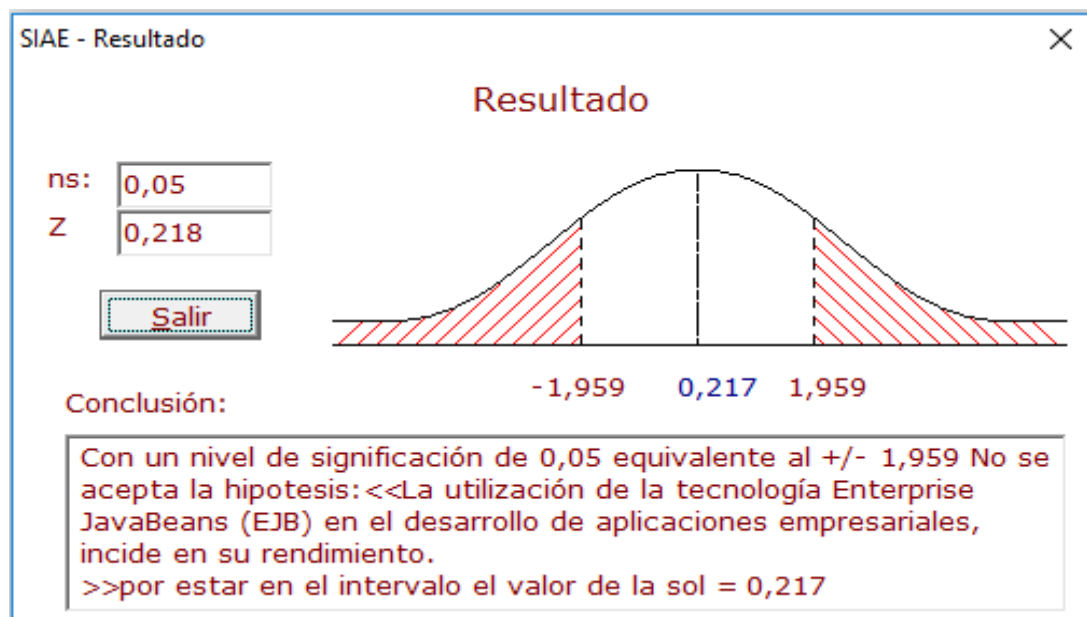 SIAE - Resultado
Resultado
ns: 0,05
Z 0,218
Salir
-1,959 0,217 1,959
Conclusión:
Con un nivel de significación de 0,05 equivalente al +/- 1,959 No se
acepta la hipotesis:<<La utilización de la tecnología Enterprise
JavaBeans (EJB) en el desarrollo de aplicaciones empresariales,
incide en su rendimiento.
>>por estar en el intervalo el valor de la sol = 0,217